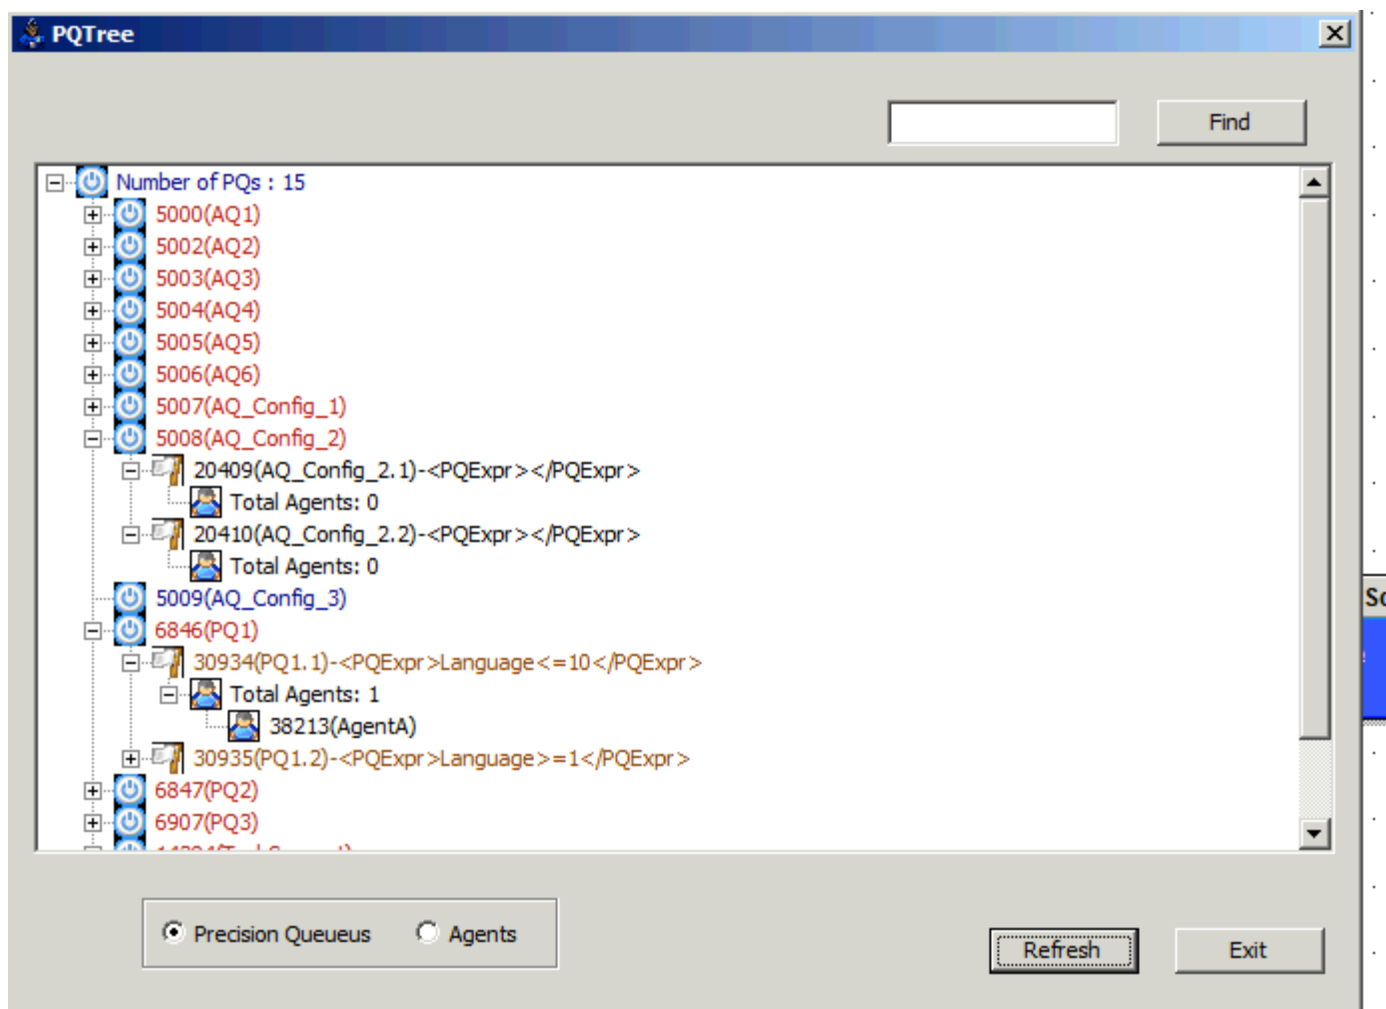 PQTree
Find
Number of PQs : 15
5000(AQ1)
5002(AQ2)
5003(AQ3)
5004(AQ4)
5005(AQ5)
5006(AQ6)
5007(AQ_Config_1)
5008(AQ_Config_2)
20409(AQ_Config_2.1)-<PQExpr></PQExpr>
Total Agents: 0
20410(AQ_Config_2.2)-<PQExpr></PQExpr>
Total Agents: 0
5009(AQ_Config_3)
6846(PQ1)
30934(PQ1.1)-<PQExpr>Language<=10</PQExpr>
Total Agents: 1
38213(AgentA)
30935(PQ1.2)-<PQExpr>Language>=1</PQExpr>
6847(PQ2)
6907(PQ3)
Precision Queueus
Agents
Refresh
Exit